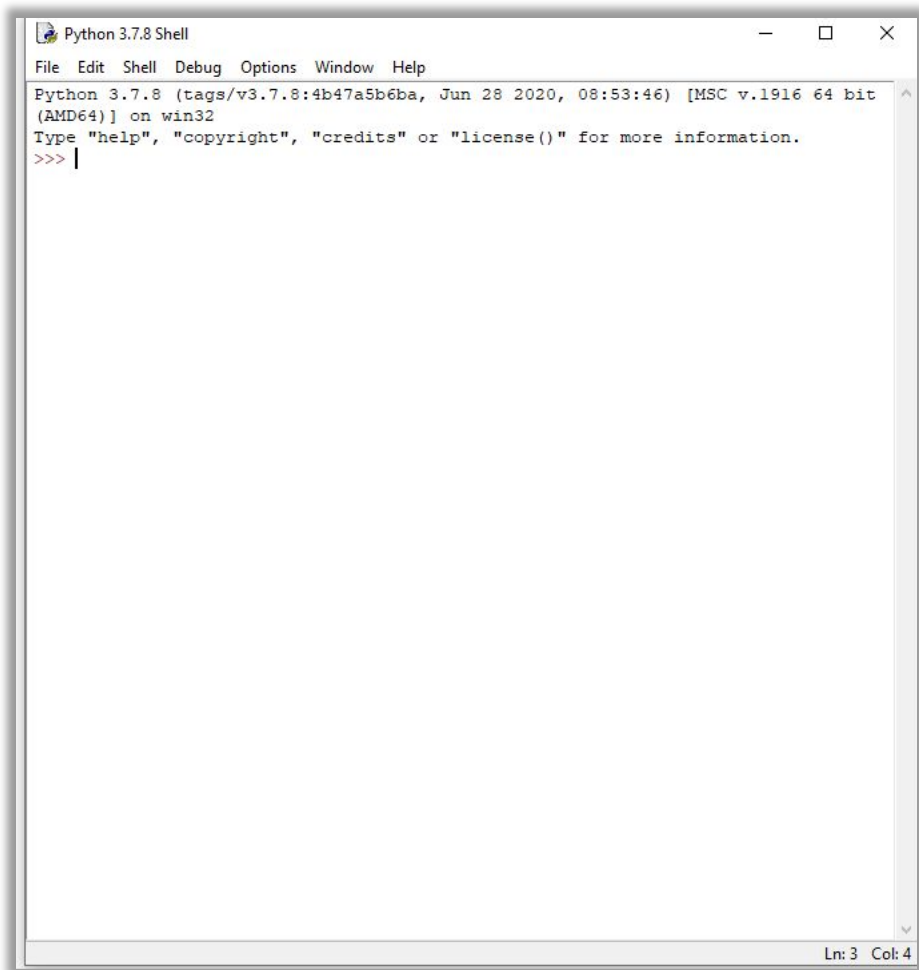 Python 3.7.8 Shell
File Edit Shell Debug Options Window Help
Python 3.7.8 (tags/v3.7.8:4b47a5b6ba, Jun 28 2020, 08:53:46) [MSC v.1916 64 bit
(AMD64)] on win32
Type "help", "copyright", "credits" or "license()" for more information.
>>>
Ln: 3 Col: 4